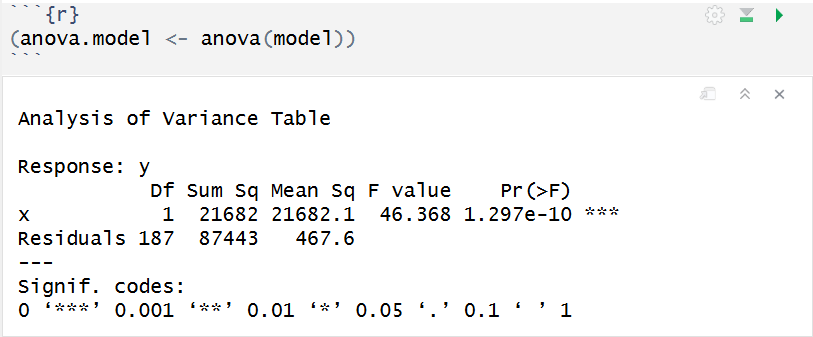 ```{r}
(anova.model <- anova(model))
```
Analysis of Variance Table

Response: y
           Df Sum Sq Mean Sq F value    Pr(>F)
x           1  21682 21682.1  46.368 1.297e-10 ***
Residuals 187  87443   467.6
---
Signif. codes:
0 ‘***’ 0.001 ‘**’ 0.01 ‘*’ 0.05 ‘.’ 0.1 ‘ ’ 1